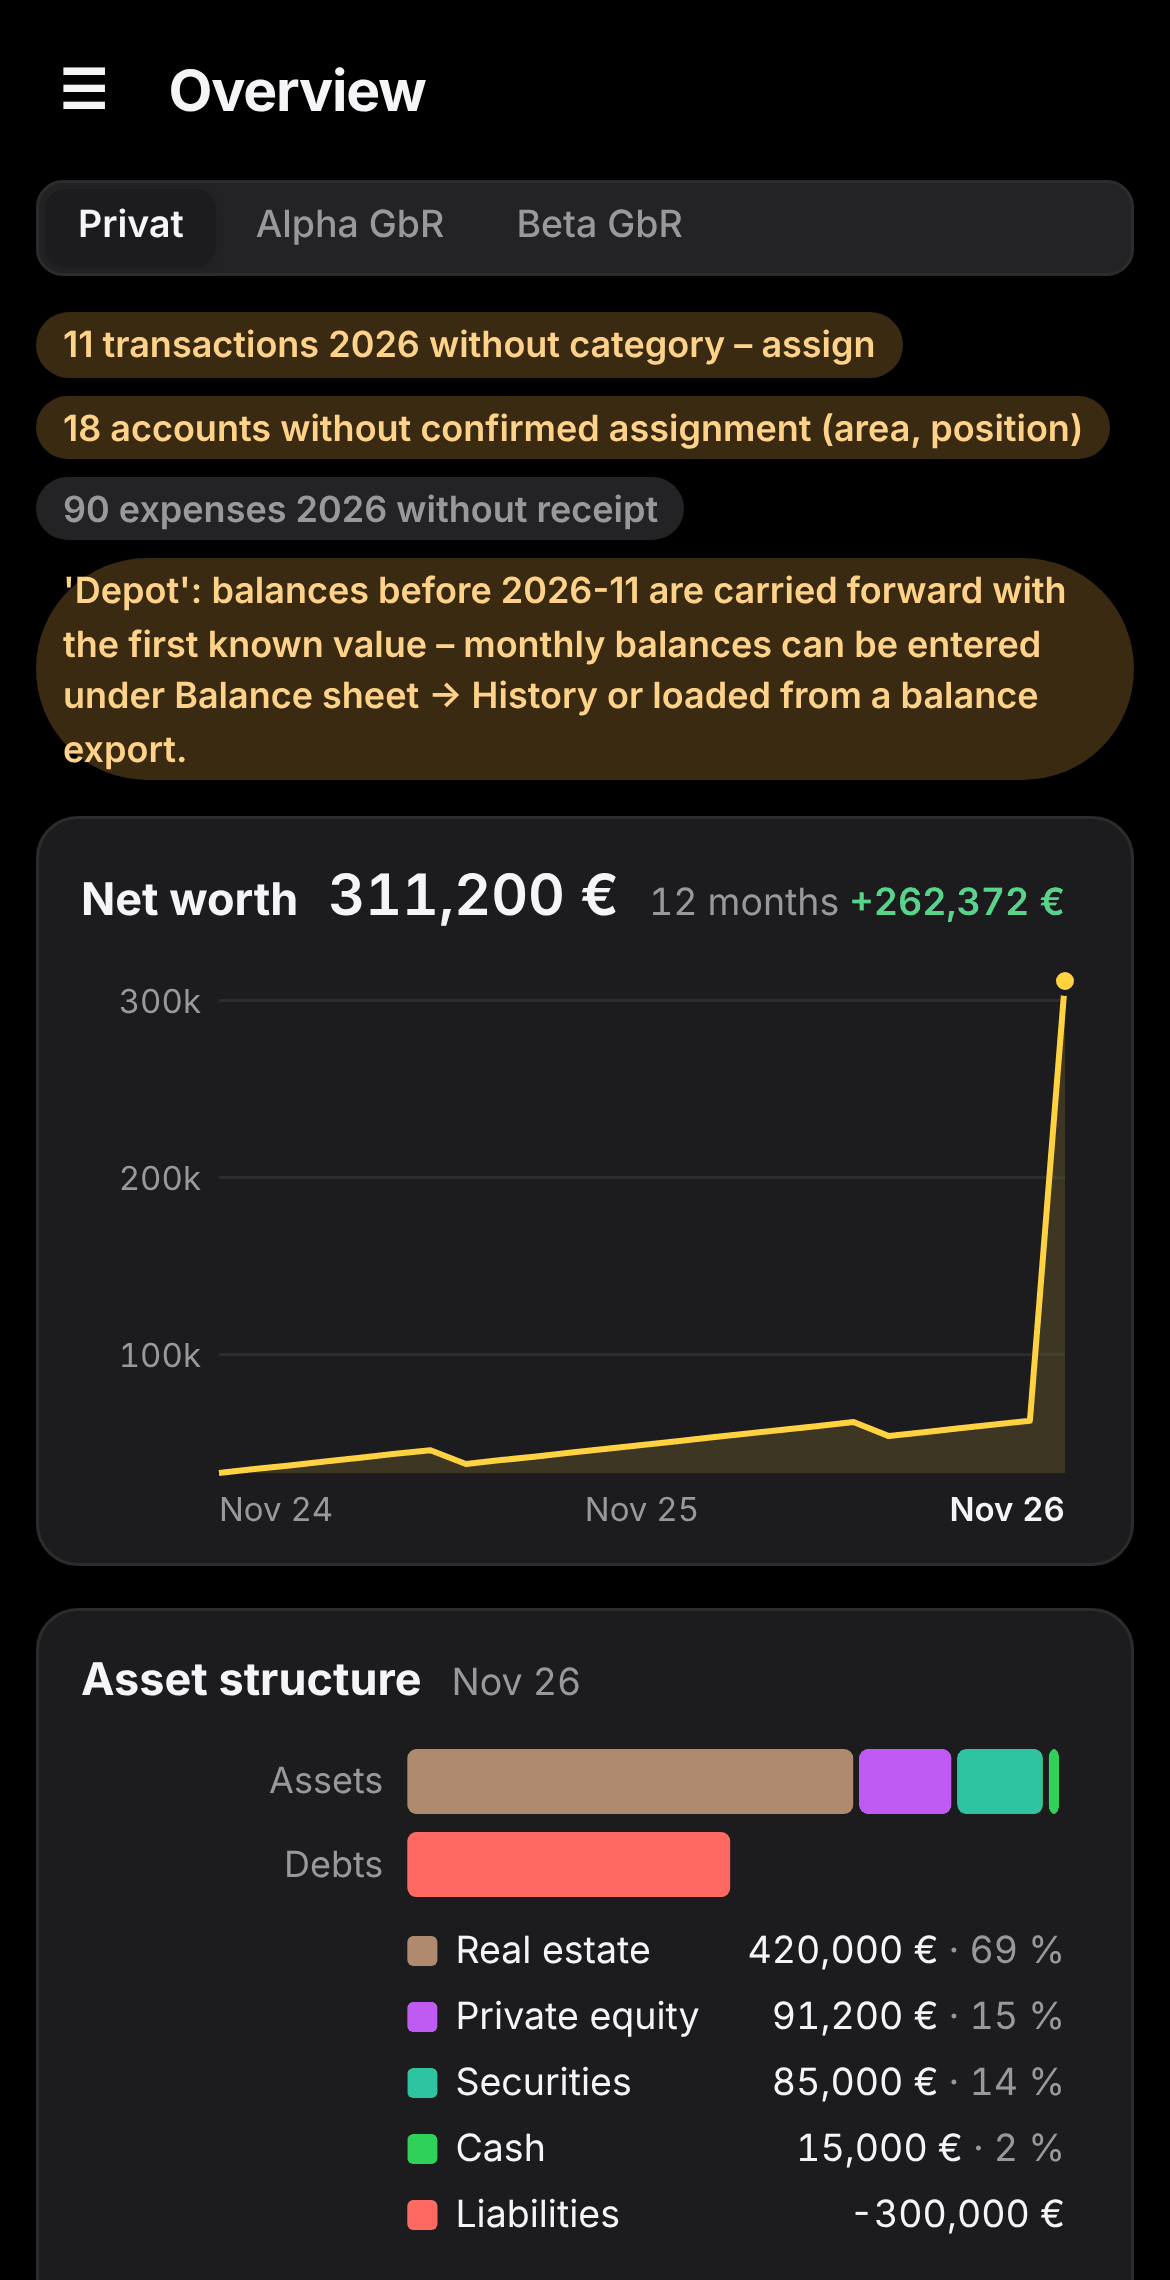 ☰ Overview
Privat Alpha GbR Beta GbR
11 transactions 2026 without category – assign
18 accounts without confirmed assignment (area, position)
90 expenses 2026 without receipt
'Depot': balances before 2026-11 are carried forward with
the first known value – monthly balances can be entered
under Balance sheet → History or loaded from a balance
export.
Net worth 311,200 € 12 months +262,372 €
300k
200k
100k
Nov 24 Nov 25 Nov 26
Asset structure Nov 26
Assets
Debts
Real estate 420,000 € · 69 %
Private equity 91,200 € · 15 %
Securities 85,000 € · 14 %
Cash 15,000 € · 2 %
Liabilities -300,000 €